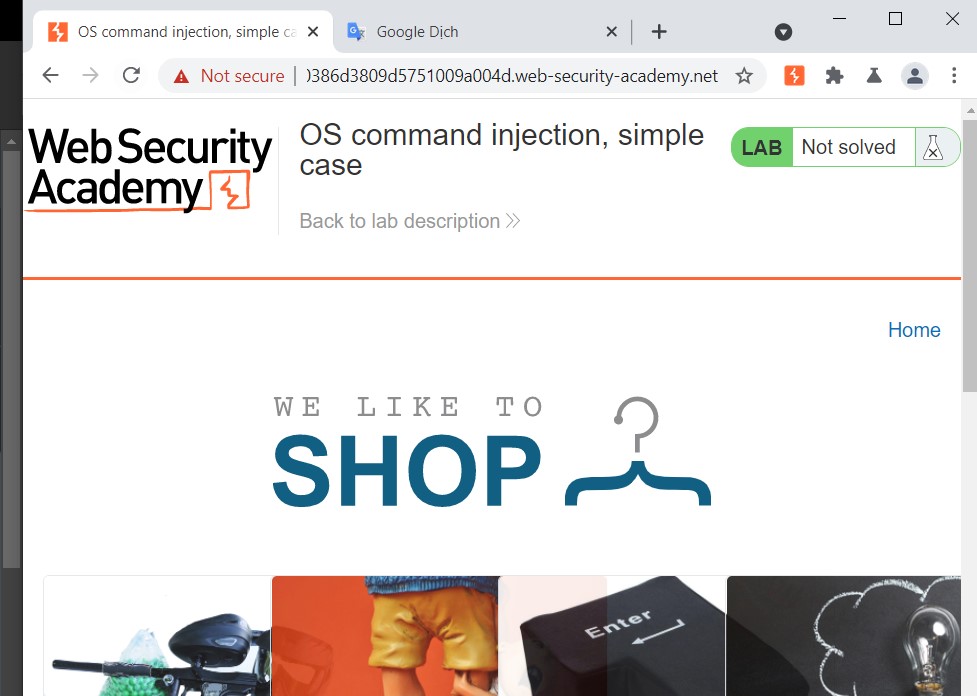 OS command injection, simple ca
Google Dịch
Not secure
0386d3809d5751009a004d.web-security-academy.net
Web Security
Academy
OS command injection, simple
case
Back to lab description
LAB
Not solved
Home
WE LIKE TO
SHOP
Enter